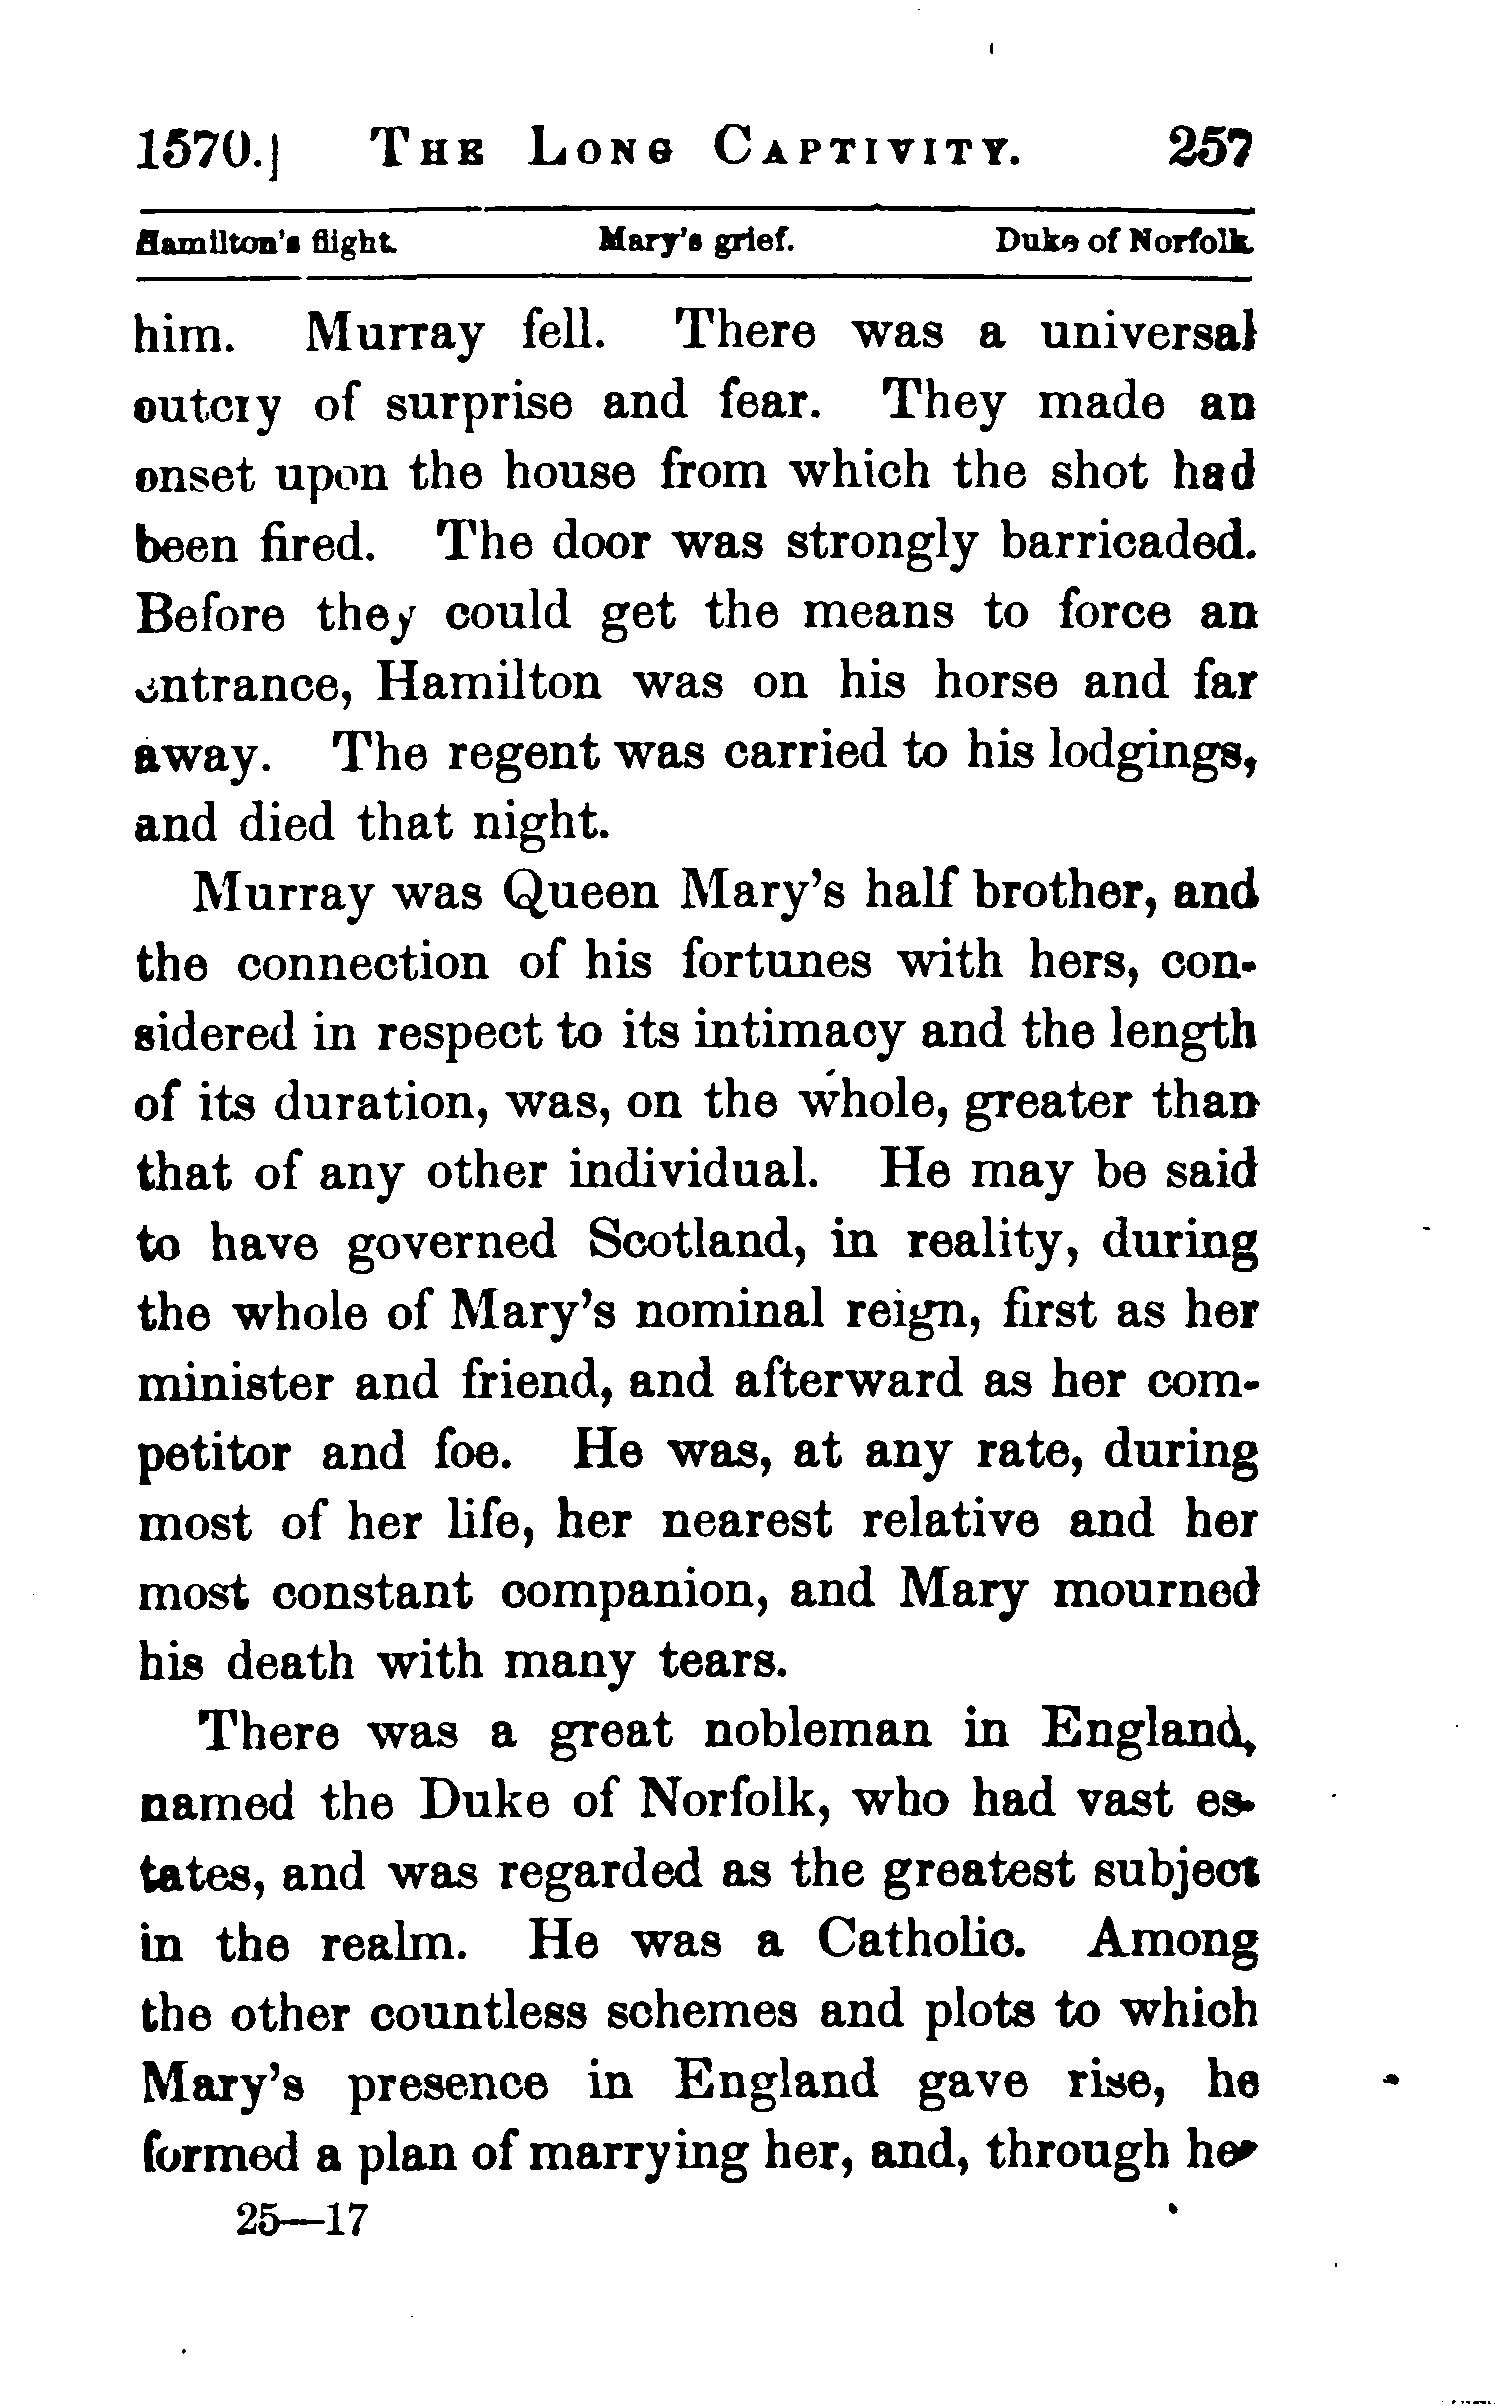 1570.] The Long Captivity. 257
Hamilton's flight. Mary's grief. Duke of Norfolk.
him. Murray fell. There was a universal
outcry of surprise and fear. They made an
onset upon the house from which the shot had
been fired. The door was strongly barricaded.
Before they could get the means to force an
entrance, Hamilton was on his horse and far
away. The regent was carried to his lodgings,
and died that night.
Murray was Queen Mary's half brother, and
the connection of his fortunes with hers, con-
sidered in respect to its intimacy and the length
of its duration, was, on the whole, greater than
that of any other individual. He may be said
to have governed Scotland, in reality, during
the whole of Mary's nominal reign, first as her
minister and friend, and afterward as her com-
petitor and foe. He was, at any rate, during
most of her life, her nearest relative and her
most constant companion, and Mary mourned
his death with many tears.
There was a great nobleman in England,
named the Duke of Norfolk, who had vast es-
tates, and was regarded as the greatest subject
in the realm. He was a Catholic. Among
the other countless schemes and plots to which
Mary's presence in England gave rise, he
formed a plan of marrying her, and, through her
25—17